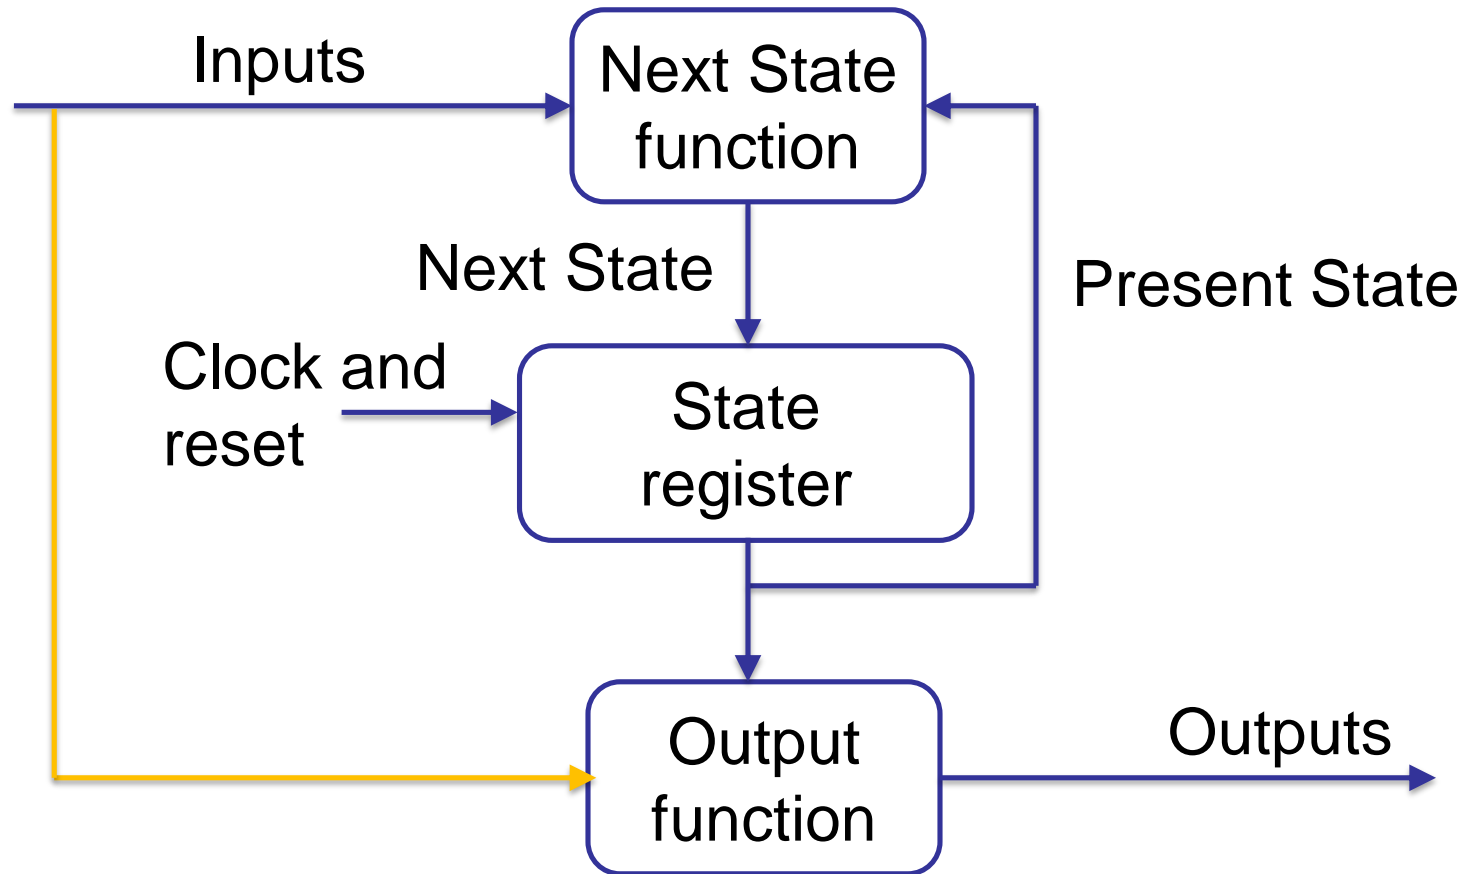 Inputs
Next State
function
Next State
Present State
Clock and
reset
State
register
Output
function
Outputs